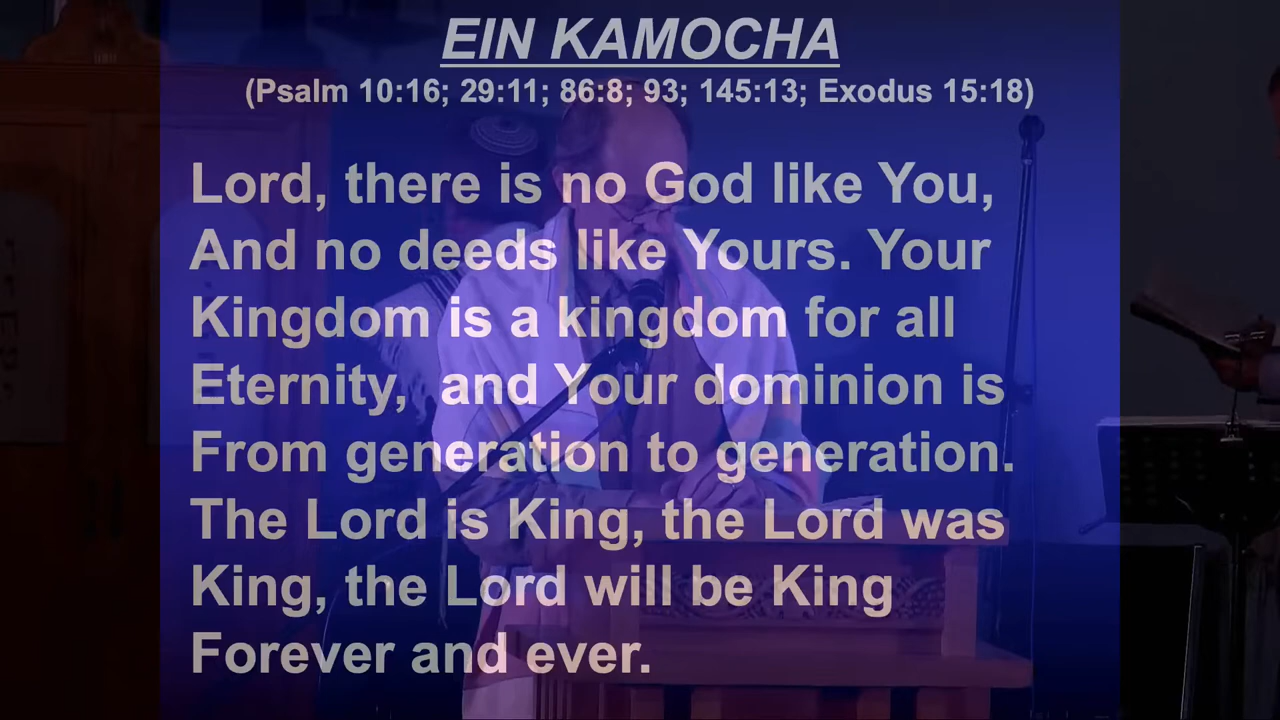 EIN KAMOCHA
(Psalm 10:16; 29:11; 86:8; 93; 145:13; Exodus 15:18)
Lord, there is no God like You,
And no deeds like Yours. Your
Kingdom is a kingdom for all
Eternity, and Your dominion is
From generation to generation.
The Lord is King, the Lord was
King, the Lord will be King
Forever and ever.